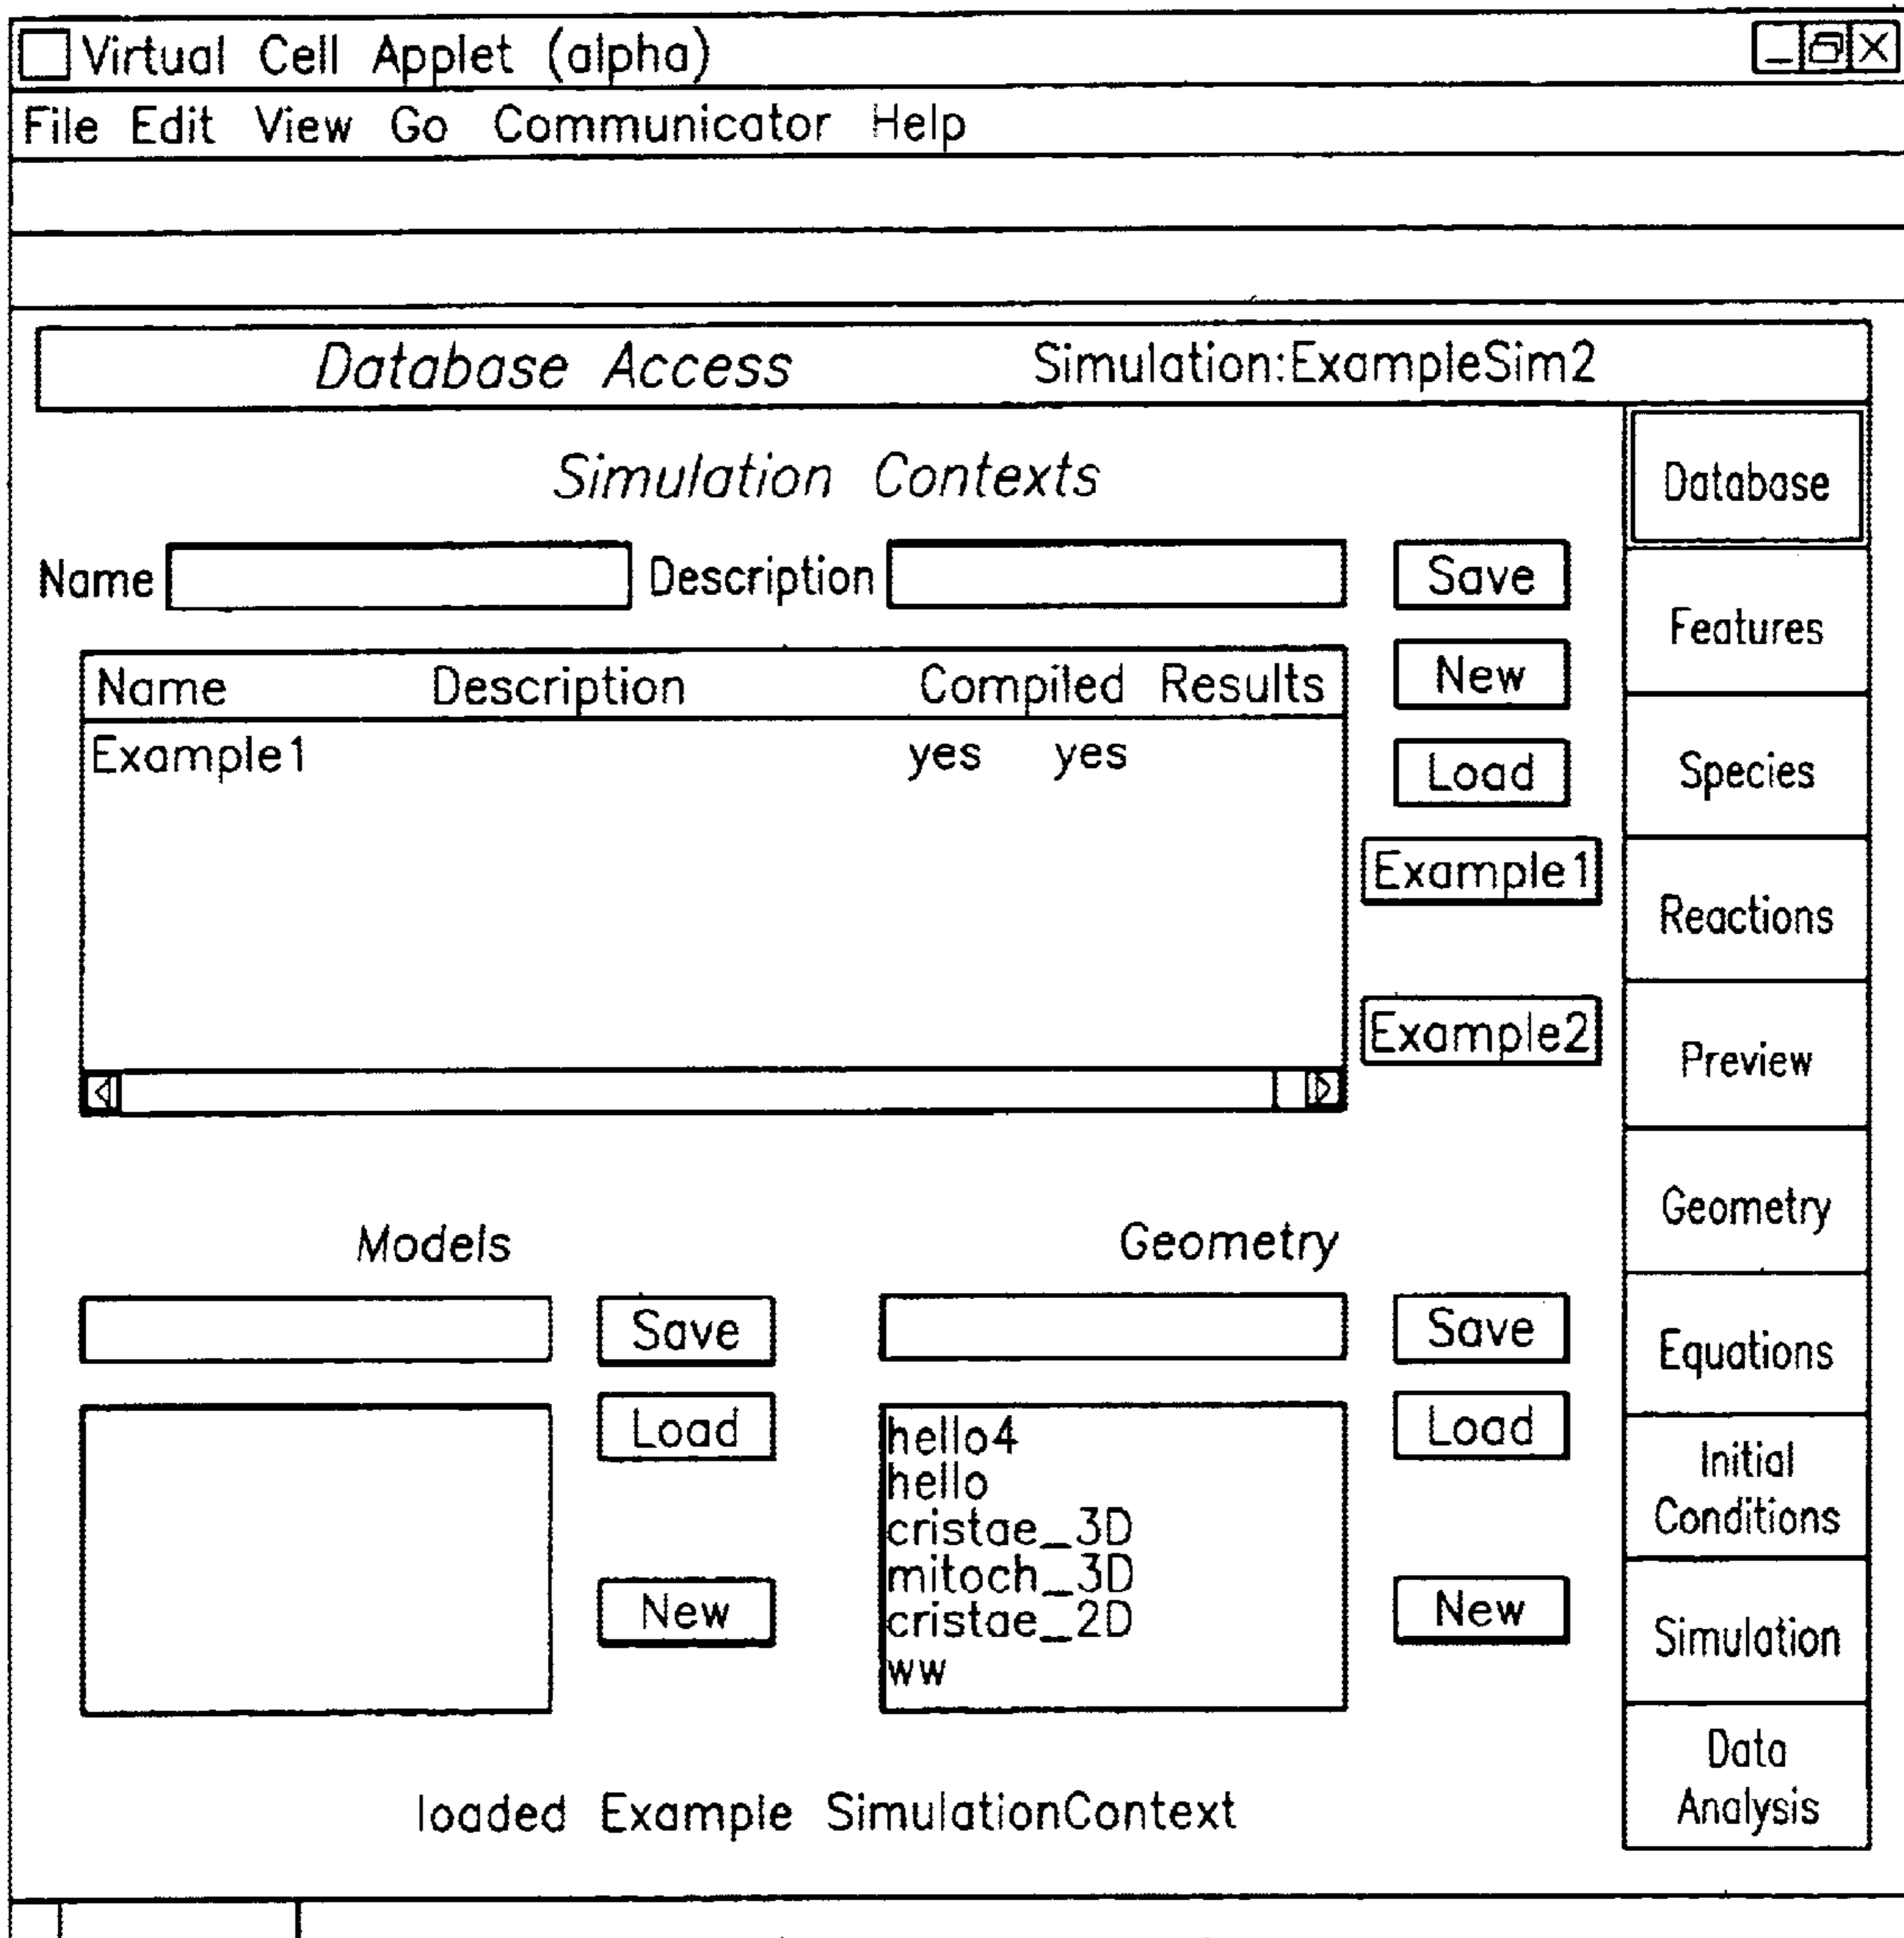 Virtual Cell Applet (alpha)
File Edit View Go Communicator Help
Database Access Simulation:ExampleSim2
Simulation Contexts
Name Description Save
New
Load
Example1
Example2
Name Description Compiled Results
Example1 yes yes
Models
Save
Load
New
Geometry
Save
Load
New
hello4
hello
cristae_3D
mitoch_3D
cristae_2D
ww
loaded Example SimulationContext
Database
Features
Species
Reactions
Preview
Geometry
Equations
Initial
Conditions
Simulation
Data
Analysis